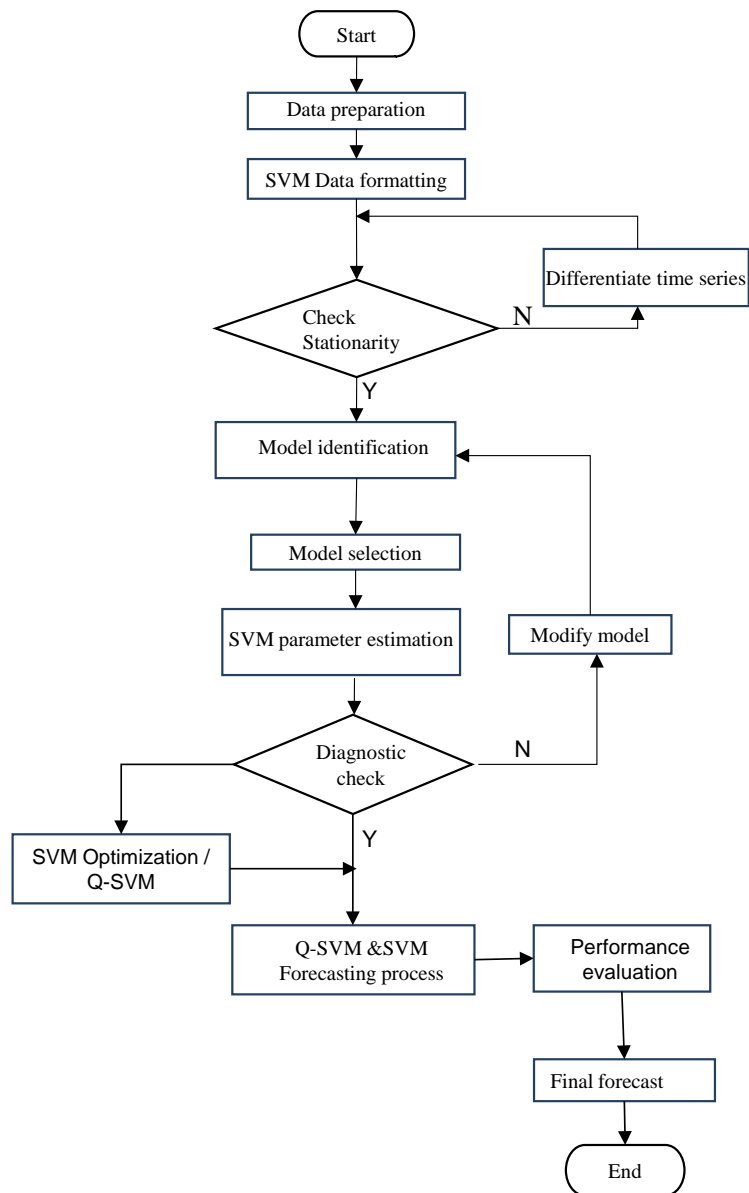 Start
Data preparation
SVM Data formatting
Differentiate time series
Check
Stationarity
N
Y
Model identification
Model selection
SVM parameter estimation
Modify model
Diagnostic
check
N
Y
SVM Optimization /
Q-SVM
Q-SVM &SVM
Forecasting process
Performance
evaluation
Final forecast
End